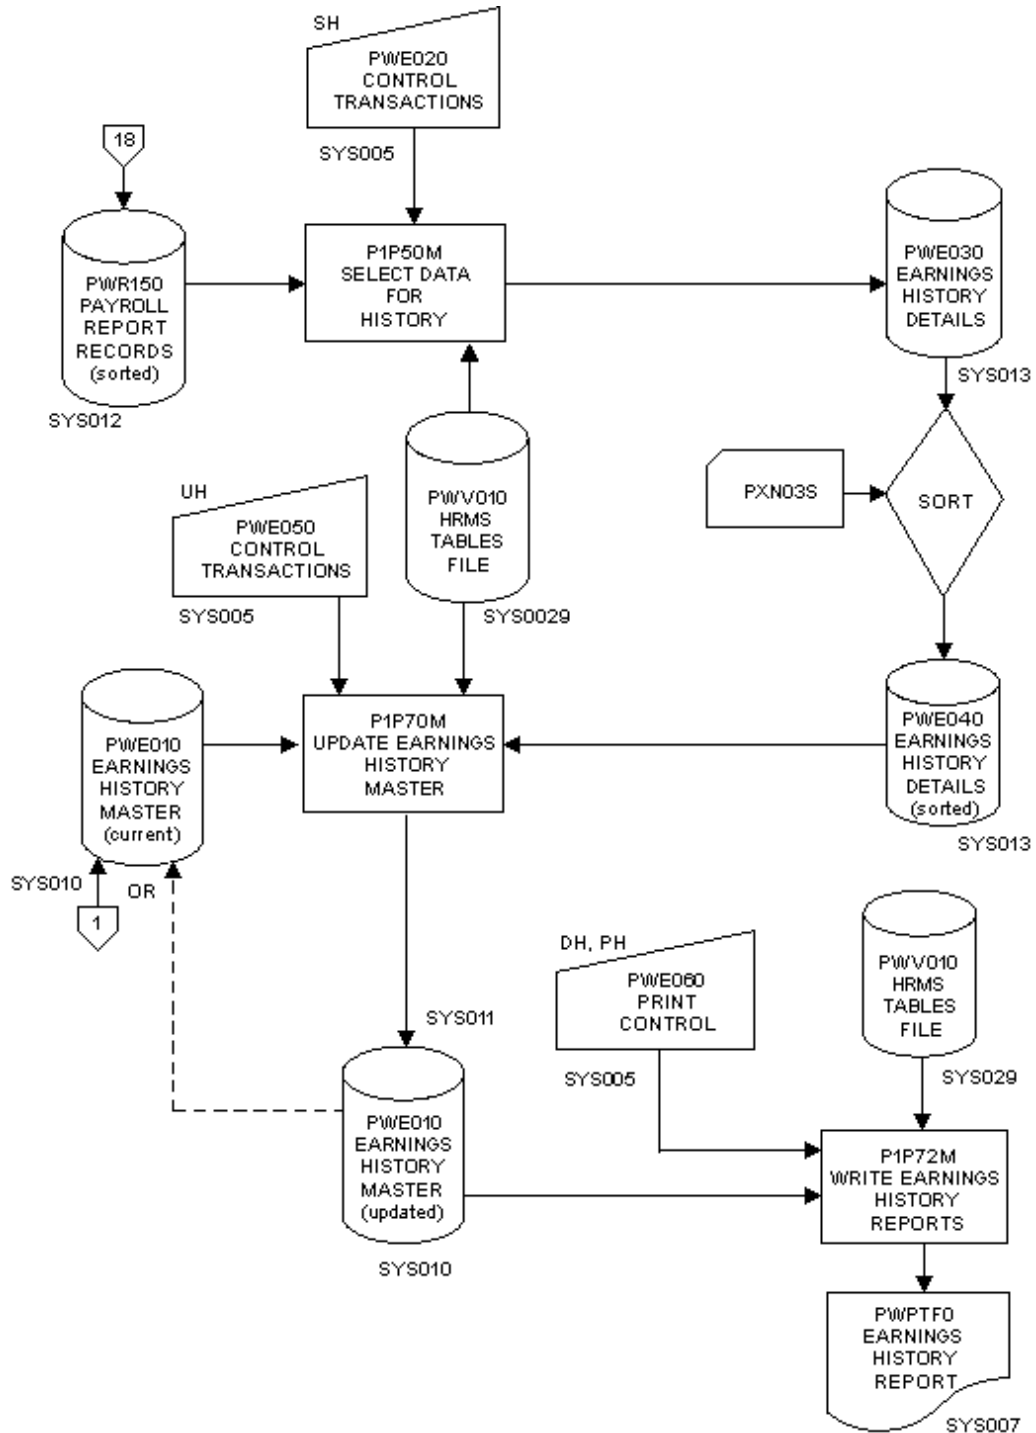 SH
PWE020
CONTROL
TRANSACTIONS
SYS005
18
PWR150
PAYROLL
REPORT
RECORDS
(sorted)
SYS012
P1P50M
SELECT DATA
FOR
HISTORY
PWE030
EARNINGS
HISTORY
DETAILS
SYS013
PXN03S
SORT
UH
PWE050
CONTROL
TRANSACTIONS
SYS005
PWV010
HRMS
TABLES
FILE
SYS0029
PWE010
EARNINGS
HISTORY
MASTER
(current)
SYS010
OR
1
P1P70M
UPDATE EARNINGS
HISTORY
MASTER
PWE040
EARNINGS
HISTORY
DETAILS
(sorted)
SYS013
SYS011
PWE010
EARNINGS
HISTORY
MASTER
(updated)
SYS010
DH, PH
PWE060
PRINT
CONTROL
SYS005
PWV010
HRMS
TABLES
FILE
SYS029
P1P72M
WRITE EARNINGS
HISTORY
REPORTS
PWPTF0
EARNINGS
HISTORY
REPORT
SYS007